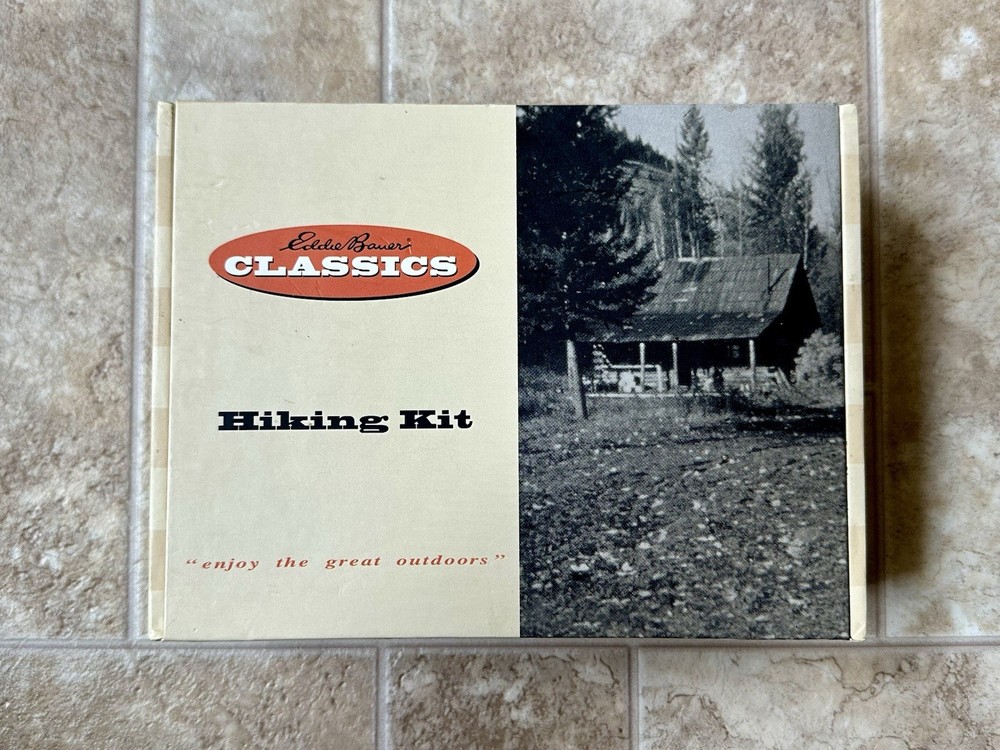 Eddie Bauer
CLASSICS
Hiking Kit
“enjoy the great outdoors”